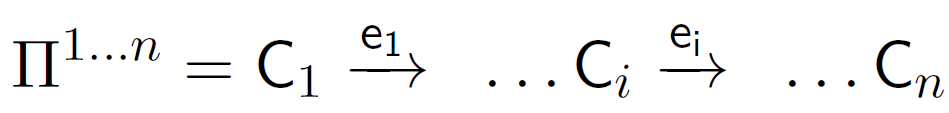 Π^{1...n} = C_1 \xrightarrow{e_1} ... C_i \xrightarrow{e_i} ... C_n